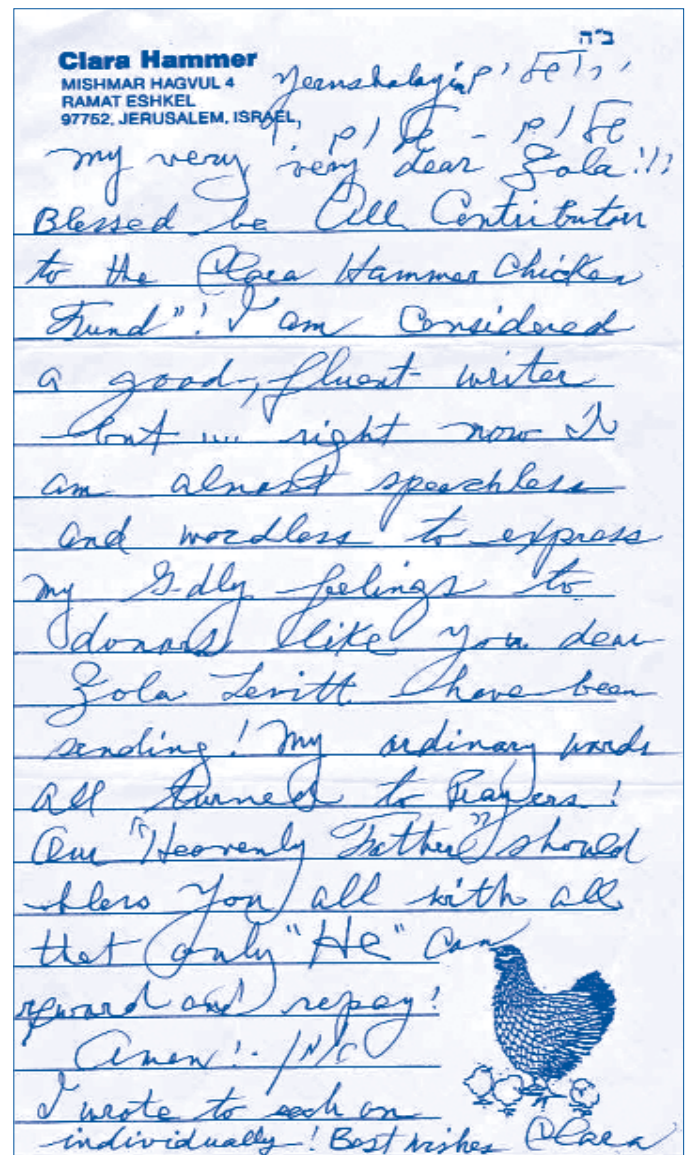 ב"ה
Clara Hammer
MISHMAR HAGVUL 4
RAMAT ESHKEL
97752, JERUSALEM, ISRAEL
Yerushalayim ירושלים
שלום - שלום
my very very dear Zola!!!
Blessed be All Contributors
to the Clara Hammer Chicken
Fund"! I am Considered
a good, fluent writer
but .... right now I
am almost speechless
and wordless to express
my G-dly feelings to
donors like you dear
Zola Levitt have been
sending! My ordinary words
all turned to Prayers!
Our "Heavenly Father" should
bless You all with all
that only "He" can
reward and repay!
Amen!
I wrote to each one
individually! Best wishes Clara